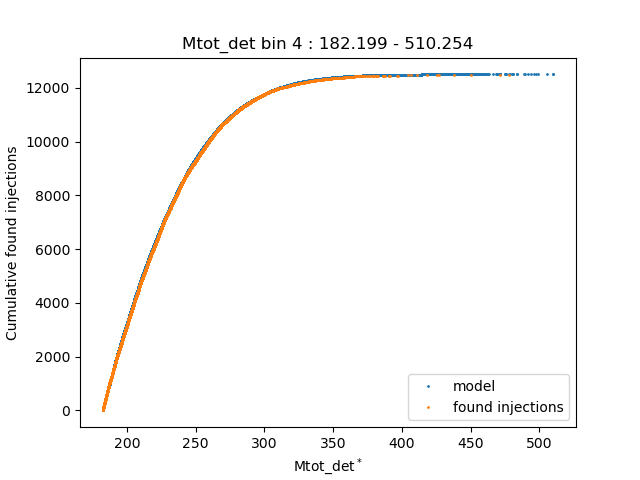 Mtot_det bin 4 : 182.199 - 510.254
Cumulative found injections
12000
10000
8000
6000
4000
2000
0
200 250 300 350 400 450 500
Mtot_det*
model
found injections